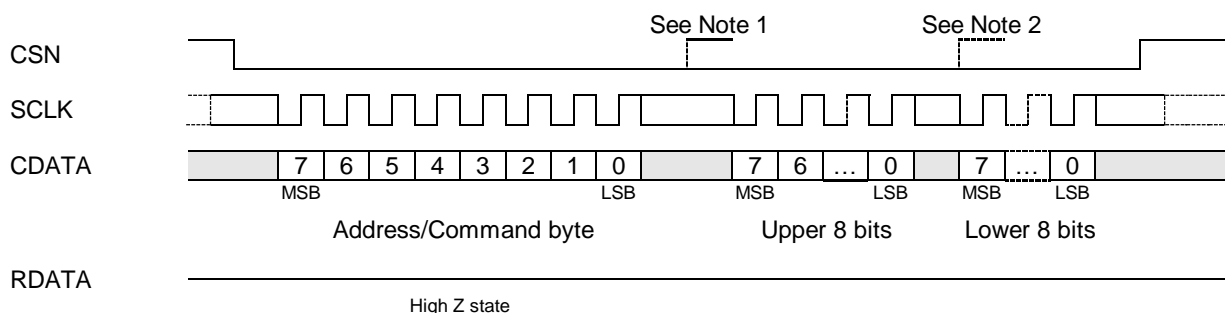 See Note 1 See Note 2
CSN
SCLK
CDATA 7 6 5 4 3 2 1 0 7 6 … 0 7 … 0
MSB LSB MSB LSB MSB LSB
Address/Command byte Upper 8 bits Lower 8 bits
RDATA
High Z state